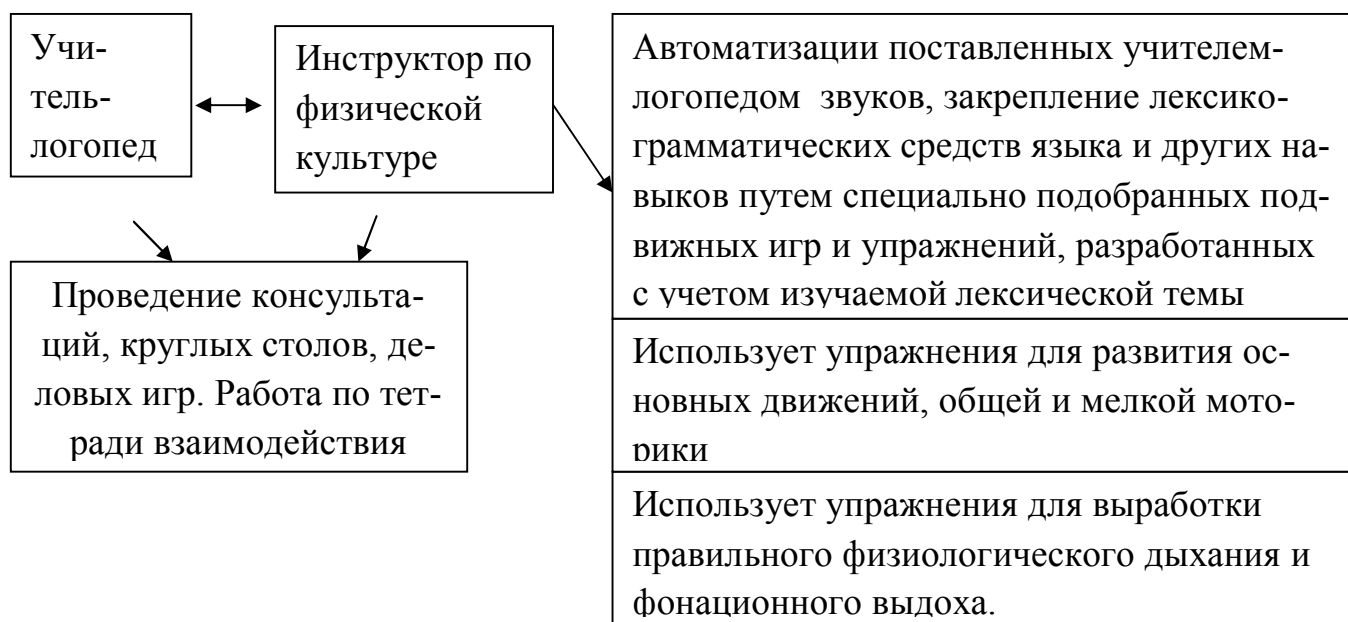 Учи-
тель-
логопед
Инструктор по
физической
культуре
Проведение консульта-
ций, круглых столов, де-
ловых игр. Работа по тет-
ради взаимодействия
Автоматизации поставленных учителем-
логопедом  звуков, закрепление лексико-
грамматических средств языка и других на-
выков путем специально подобранных под-
вижных игр и упражнений, разработанных
с учетом изучаемой лексической темы
Использует упражнения для развития ос-
новных движений, общей и мелкой мото-
рики
Использует упражнения для выработки
правильного физиологического дыхания и
фонационного выдоха.